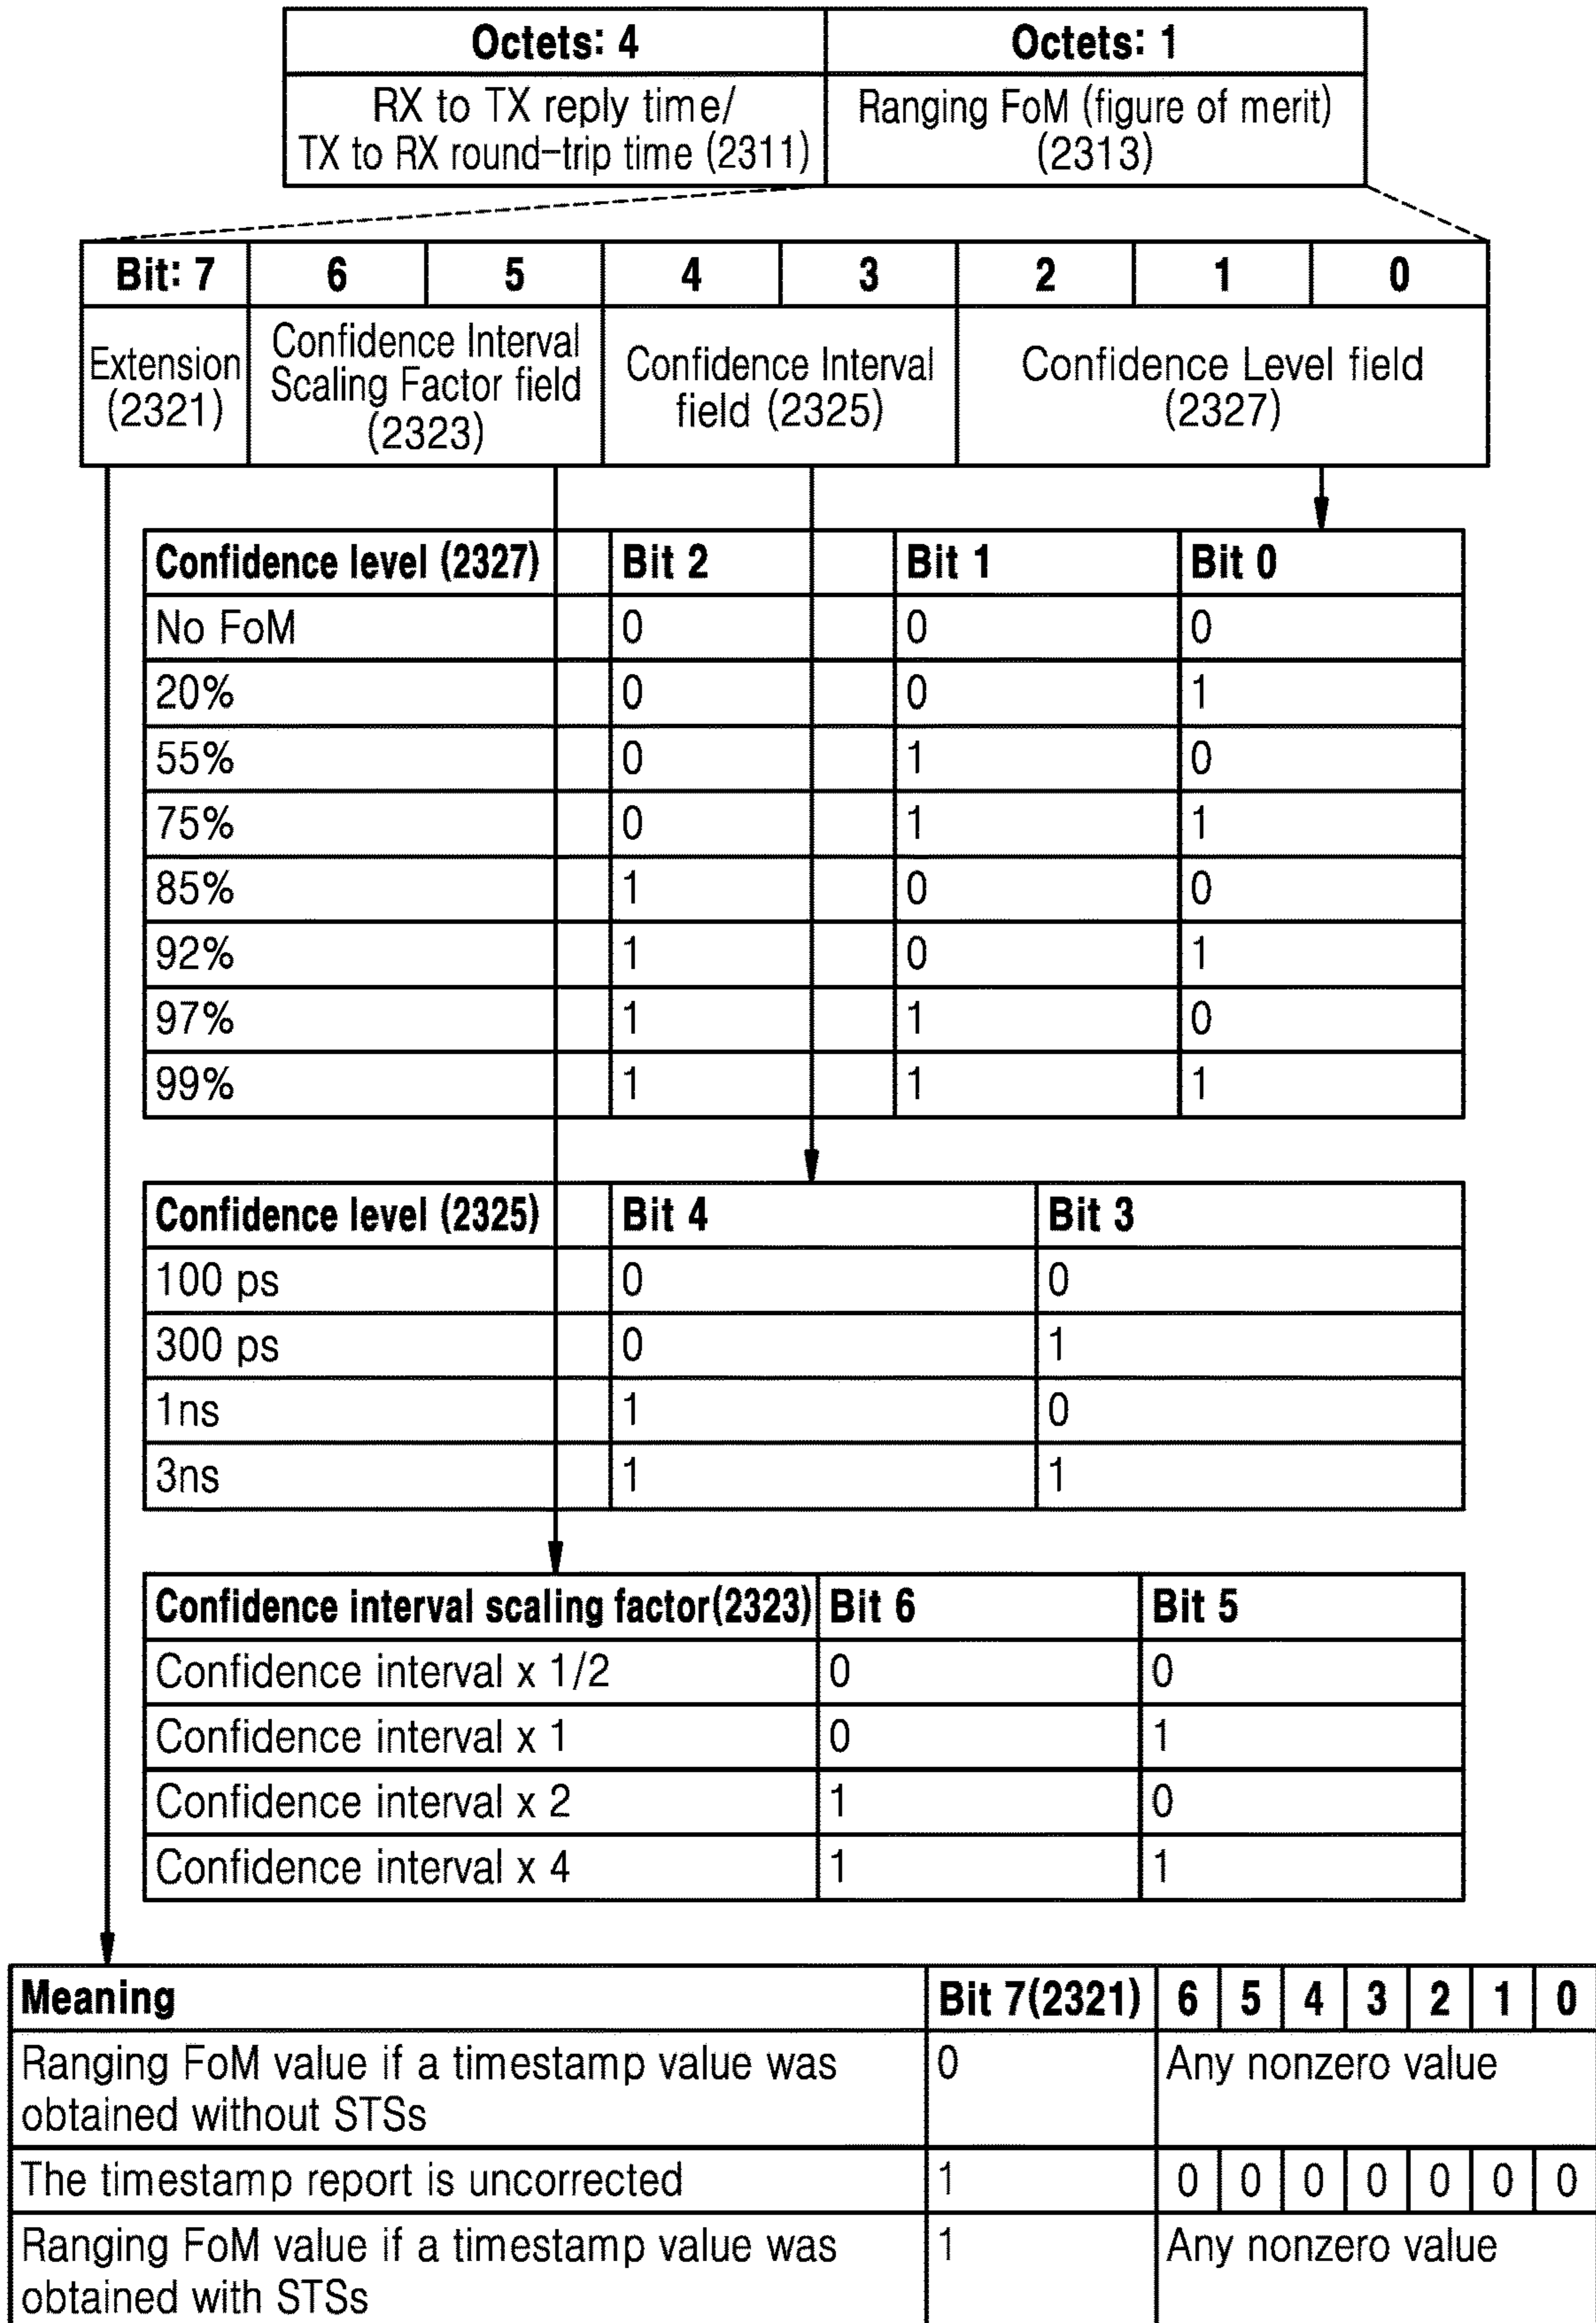 Octets: 4 Octets: 1
RX to TX reply time/
TX to RX round-trip time (2311)
Ranging FoM (figure of merit)
(2313)
Bit: 7 6 5 4 3 2 1 0
Extension
(2321)
Confidence Interval
Scaling Factor field
(2323)
Confidence Interval
field (2325)
Confidence Level field
(2327)
Confidence level (2327) Bit 2 Bit 1 Bit 0
No FoM 0 0 0
20% 0 0 1
55% 0 1 0
75% 0 1 1
85% 1 0 0
92% 1 0 1
97% 1 1 0
99% 1 1 1
Confidence level (2325) Bit 4 Bit 3
100 ps 0 0
300 ps 0 1
1ns 1 0
3ns 1 1
Confidence interval scaling factor(2323) Bit 6 Bit 5
Confidence interval x 1/2 0 0
Confidence interval x 1 0 1
Confidence interval x 2 1 0
Confidence interval x 4 1 1
Meaning Bit 7(2321) 6 5 4 3 2 1 0
Ranging FoM value if a timestamp value was 0 Any nonzero value
obtained without STSs
The timestamp report is uncorrected 1 0 0 0 0 0 0 0
Ranging FoM value if a timestamp value was 1 Any nonzero value
obtained with STSs